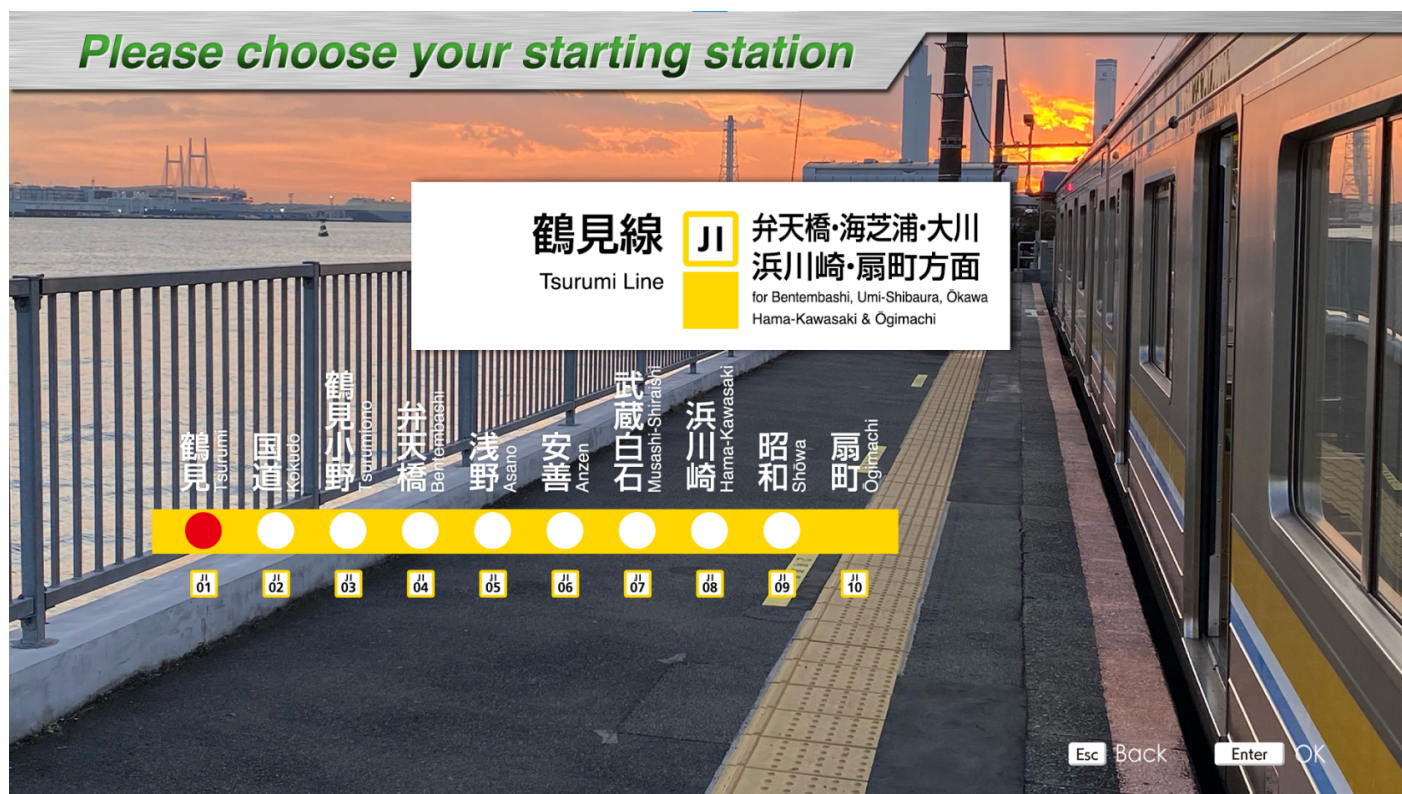 Please choose your starting station
鶴見線
Tsurumi Line
JI
弁天橋・海芝浦・大川
浜川崎・扇町方面
for Bentembashi, Umi-Shibaura, Ōkawa
Hama-Kawasaki & Ōgimachi
鶴見
Tsurumi
国道
Kokudō
鶴見小野
Tsurumiono
弁天橋
Bentembashi
浅野
Asano
安善
Anzen
武蔵白石
Musashi-Shiraishi
浜川崎
Hama-Kawasaki
昭和
Shōwa
扇町
Ōgimachi
JI 01
JI 02
JI 03
JI 04
JI 05
JI 06
JI 07
JI 08
JI 09
JI 10
Esc Back
Enter OK